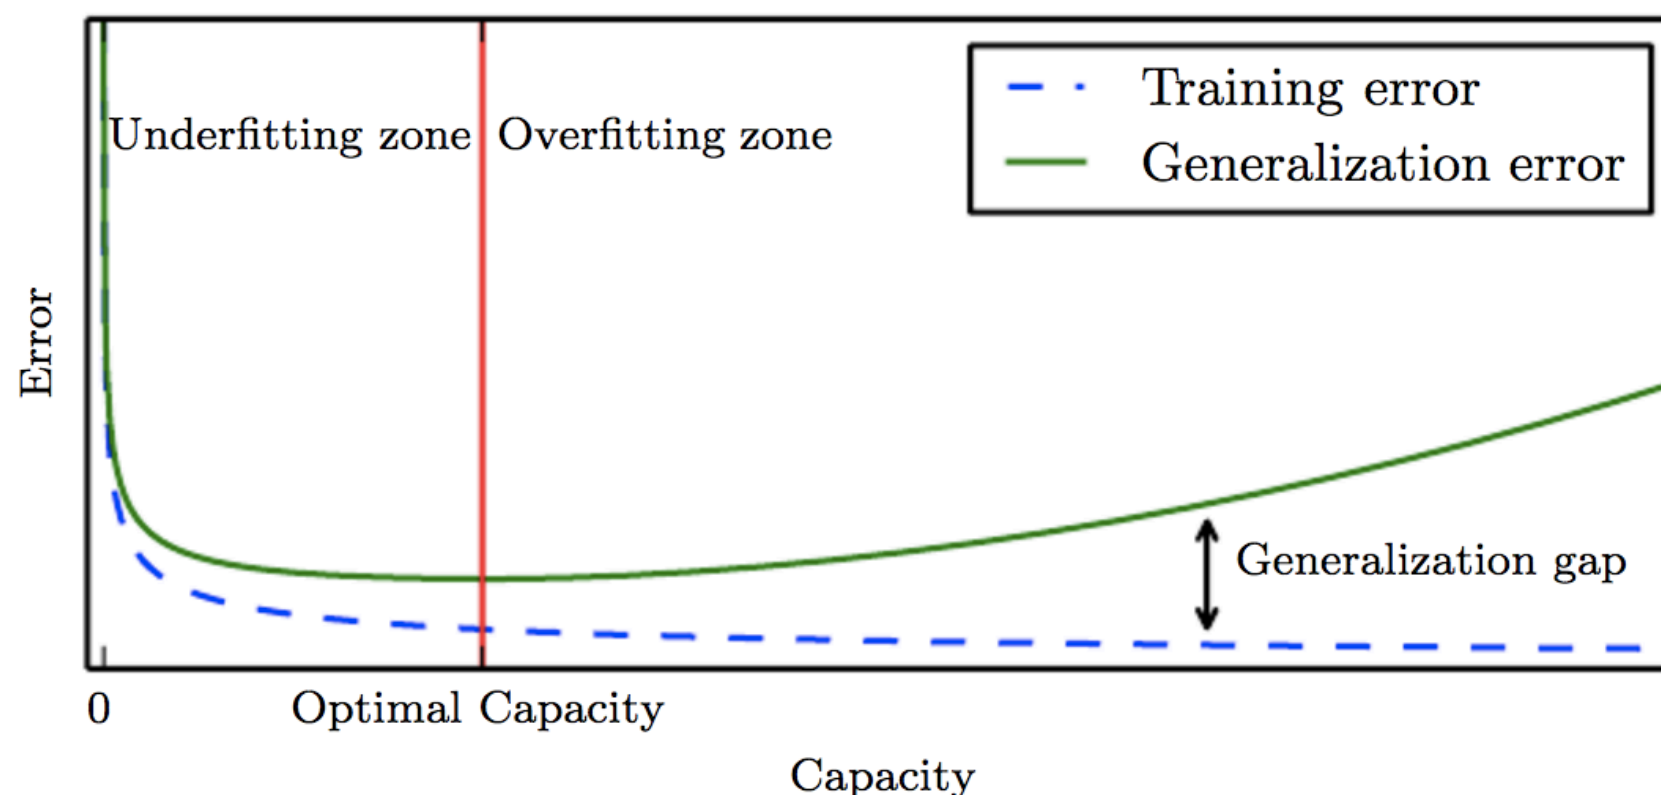 Training error
Generalization error
Underfitting zone
Overfitting zone
Error
Generalization gap
0
Optimal Capacity
Capacity